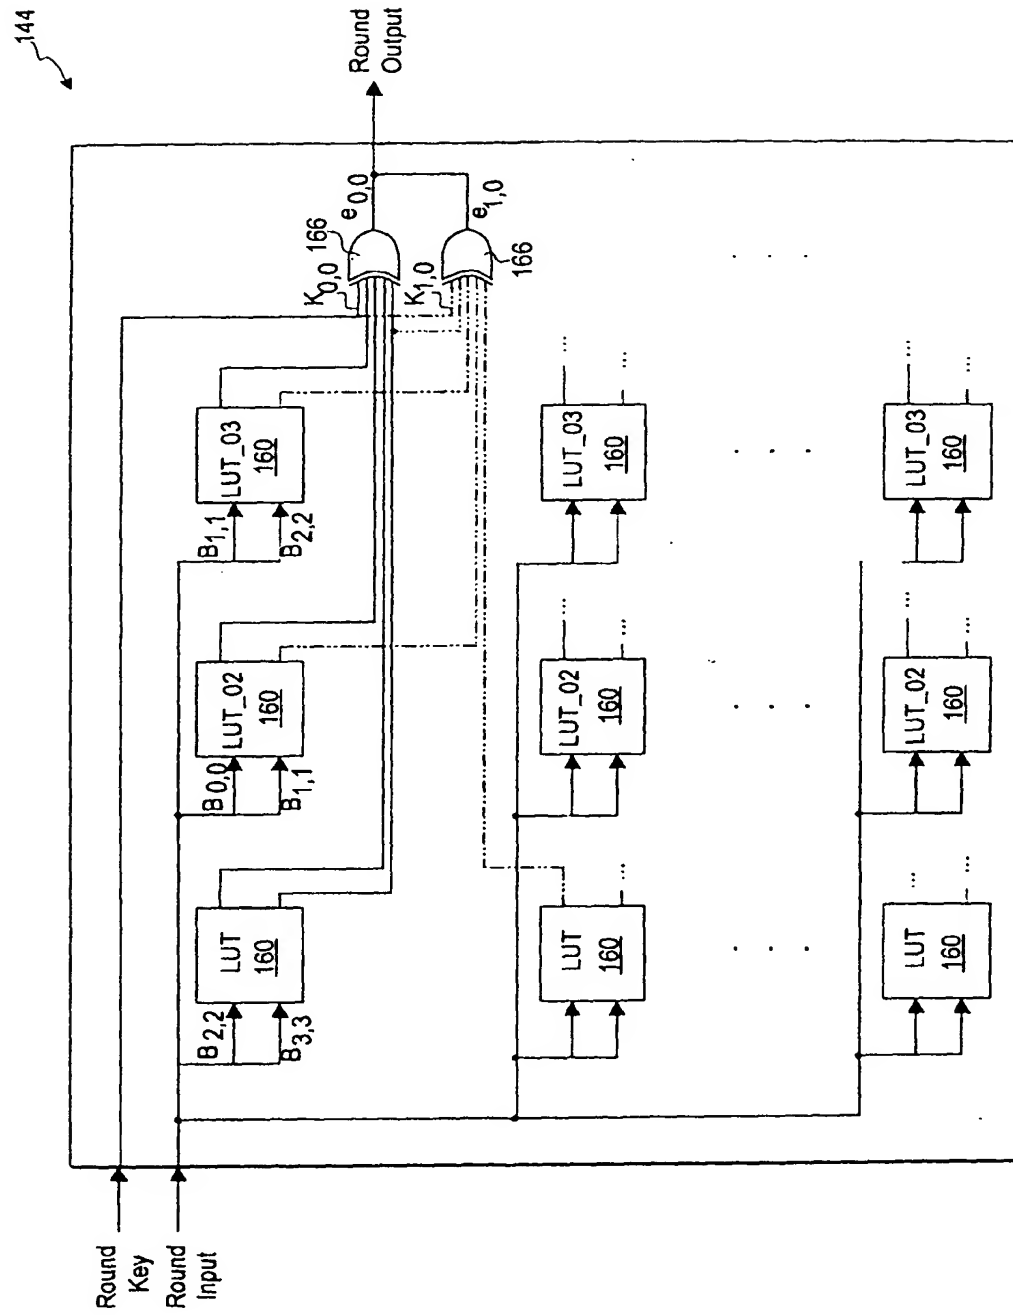 144
Round
Output
e0,0
e1,0
166
166
K0,0
K1,0
LUT_03
160
B1,1
B2,2
LUT_02
160
B0,0
B1,1
LUT
160
B2,2
B3,3
LUT_03
160
...
...
LUT_02
160
...
...
LUT
160
...
LUT_03
160
...
...
LUT_02
160
...
...
LUT
160
...
...
Round
Key
Round
Input